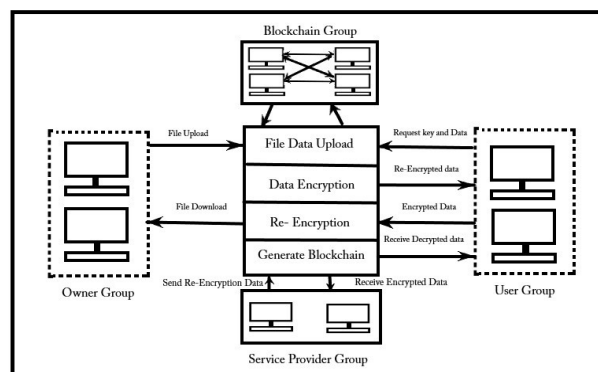 Blockchain Group
File Upload
File Data Upload
Request key and Data
Data Encryption
Re-Encrypted data
File Download
Re- Encryption
Encrypted Data
Generate Blockchain
Receive Decrypted data
Owner Group
Send Re-Encryption Data
Receive Encrypted Data
User Group
Service Provider Group